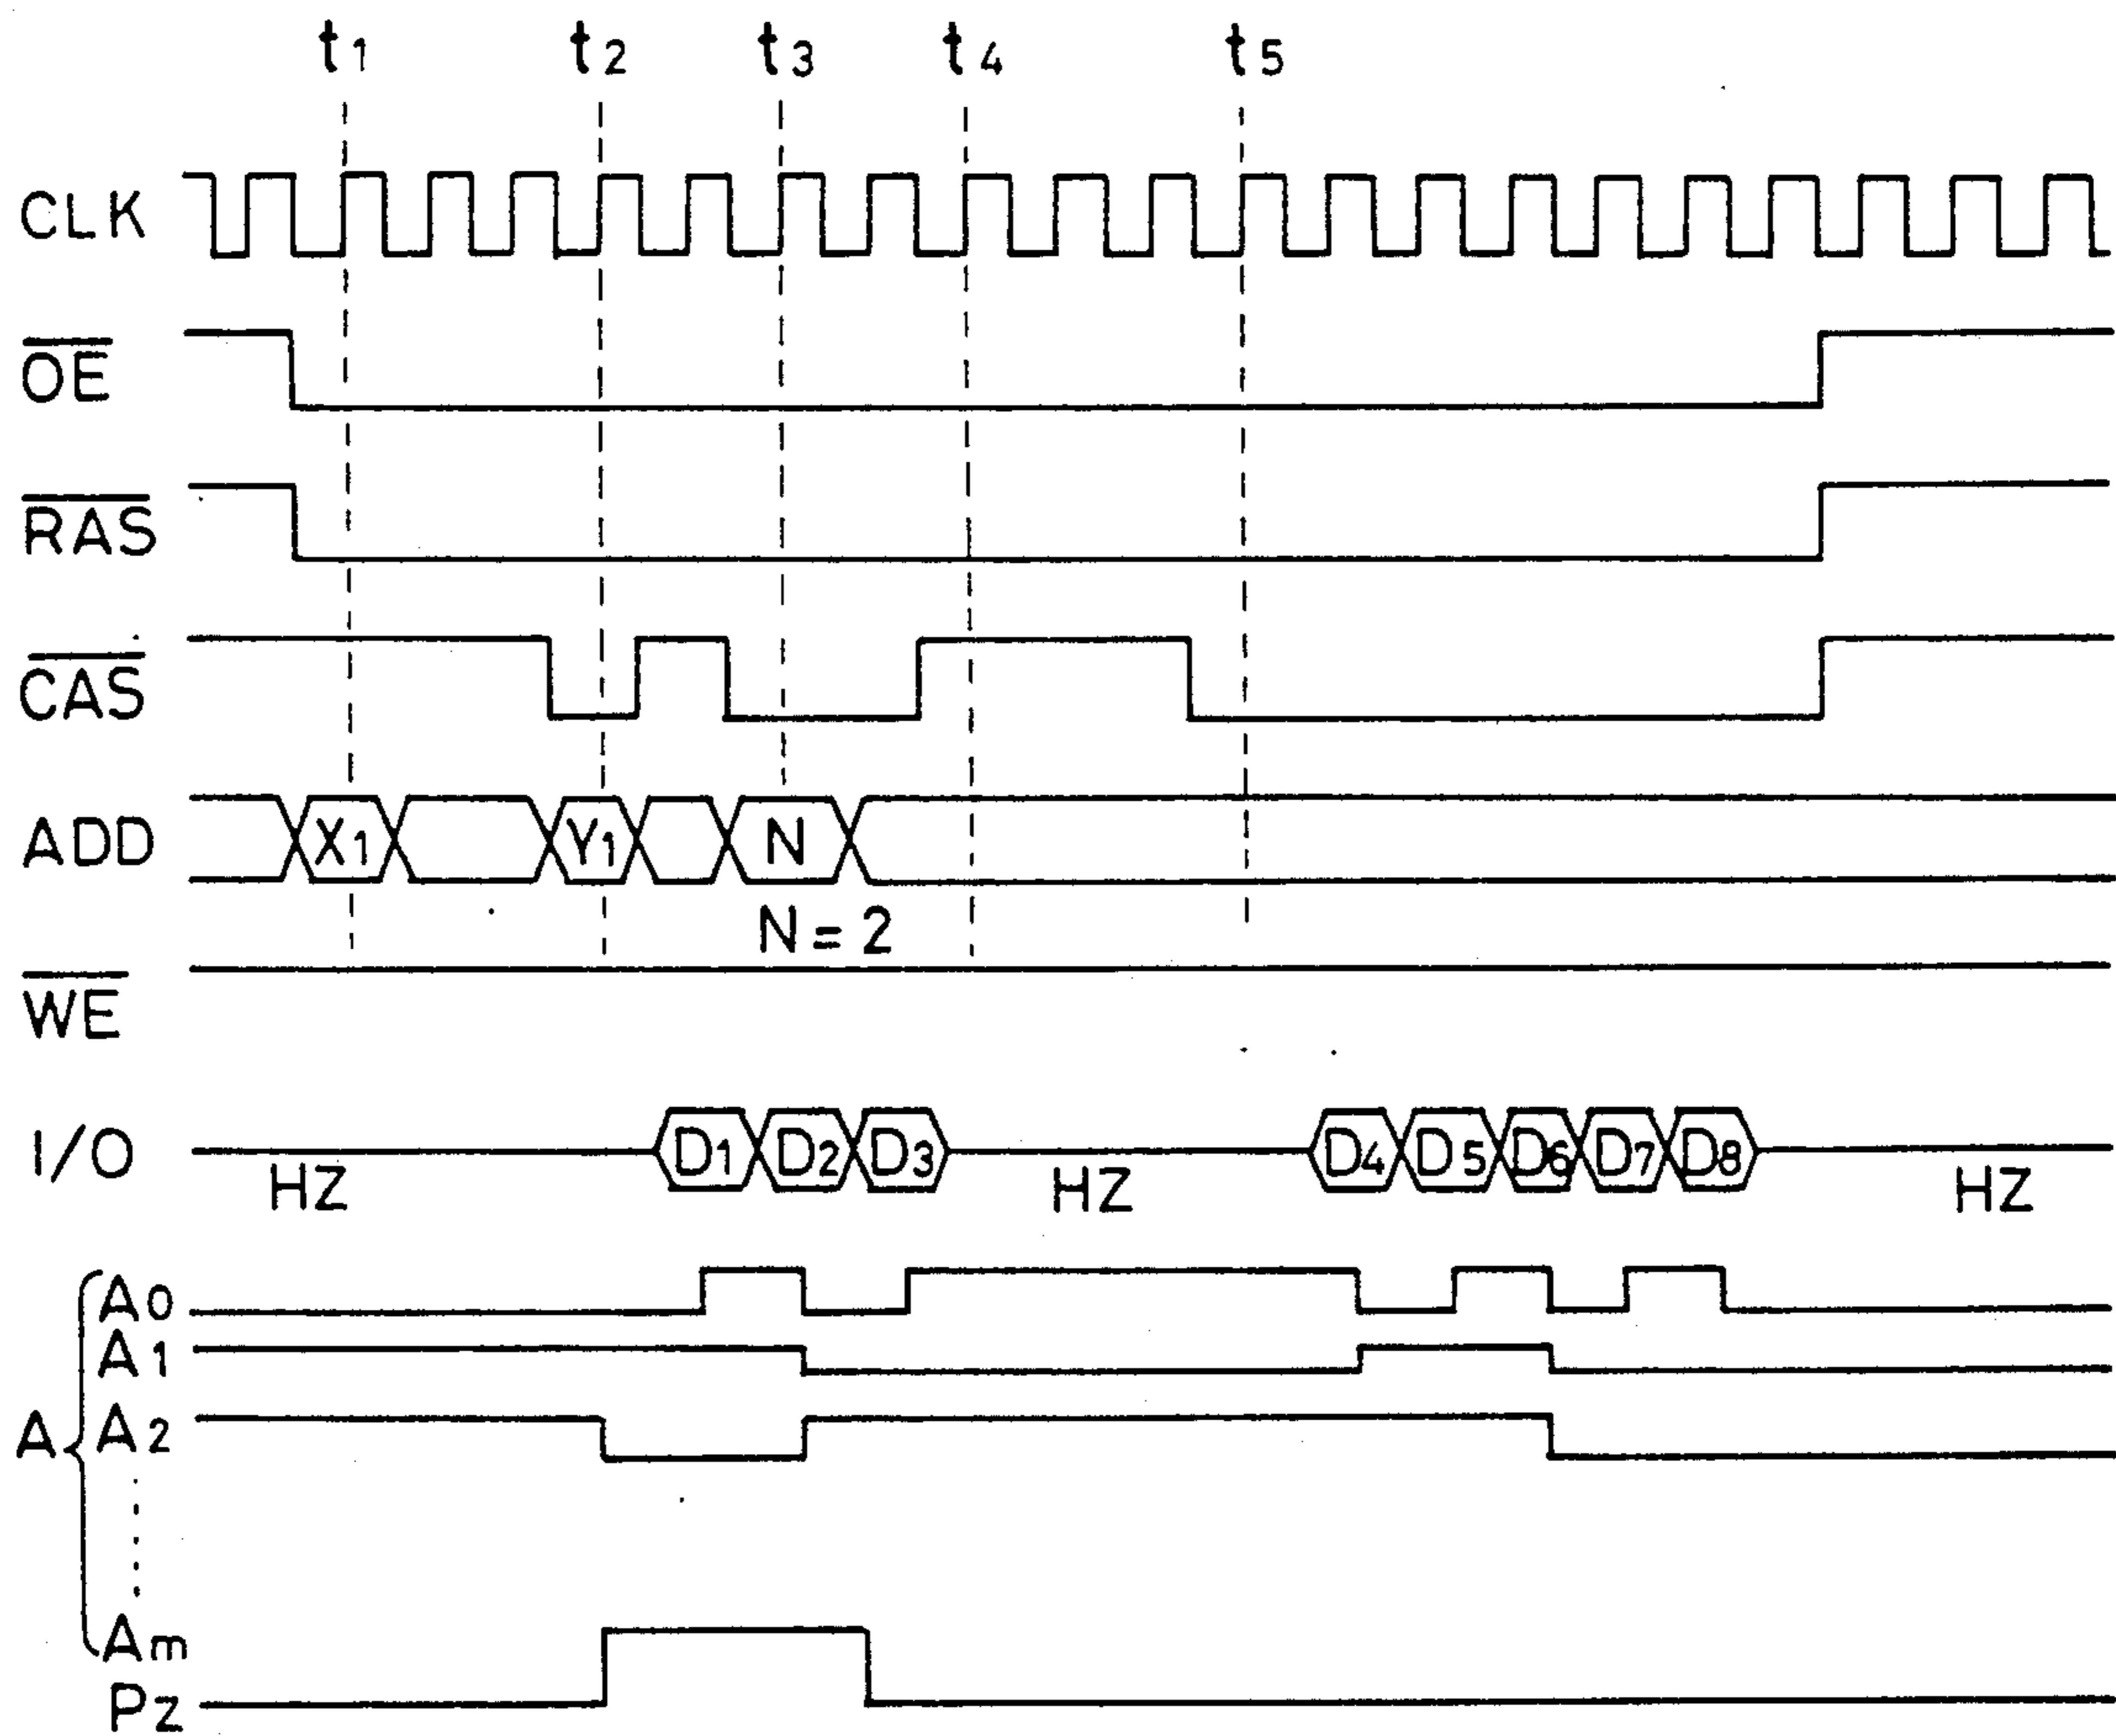 t1 t2 t3 t4 t5
CLK
OE
RAS
CAS
ADD X1 Y1 N
N=2
WE
I/O D1 D2 D3 D4 D5 D6 D7 D8
HZ HZ HZ
A0
A1
A A2
Am
Pz